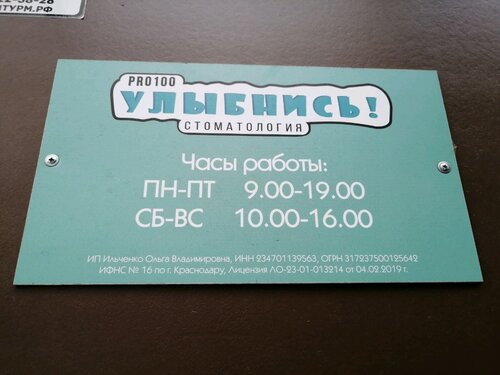 ИТУРМ.РФ
PRO100
УЛЫБНИСЬ!
СТОМАТОЛОГИЯ
Часы работы:
ПН-ПТ 9.00-19.00
СБ-ВС 10.00-16.00
ИП Ильченко Ольга Владимировна, ИНН 234701139563, ОГРН 317237500125642
ИФНС № 16 по г. Краснодару, Лицензия ЛО-23-01-013214 от 04.02.2019 г.